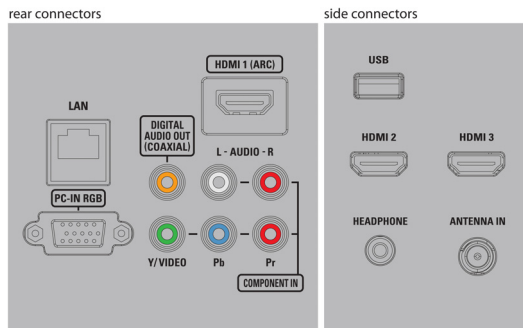 rear connectors
side connectors
HDMI 1 (ARC)
LAN
DIGITAL
AUDIO OUT
(COAXIAL)
L - AUDIO - R
PC-IN RGB
Y/VIDEO
Pb
Pr
COMPONENT IN
USB
HDMI 2
HDMI 3
HEADPHONE
ANTENNA IN